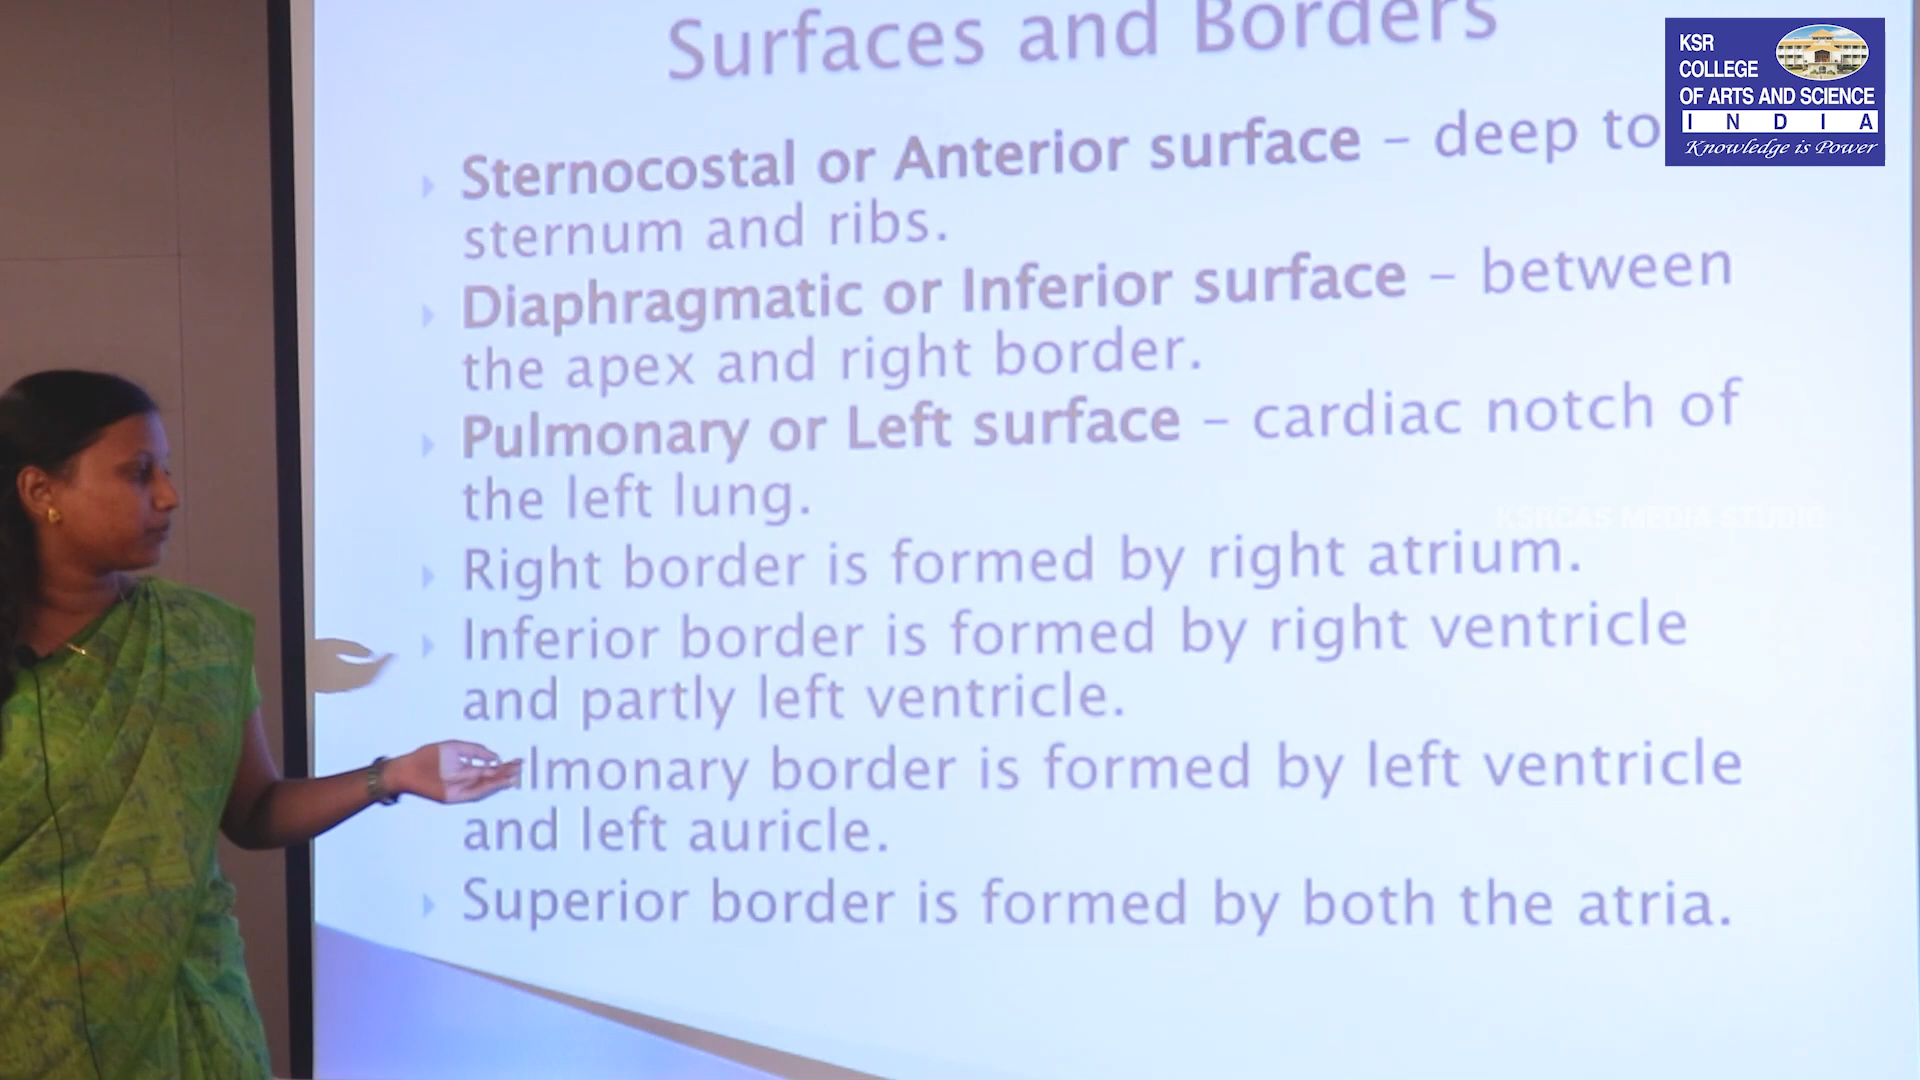 Surfaces and Borders
Sternocostal or Anterior surface – deep to
sternum and ribs.
Diaphragmatic or Inferior surface – between
the apex and right border.
Pulmonary or Left surface – cardiac notch of
the left lung.
Right border is formed by right atrium.
Inferior border is formed by right ventricle
and partly left ventricle.
lmonary border is formed by left ventricle
and left auricle.
Superior border is formed by both the atria.
KSR
COLLEGE
OF ARTS AND SCIENCE
INDIA
Knowledge is Power
KSRCAS MEDIA STUDIO